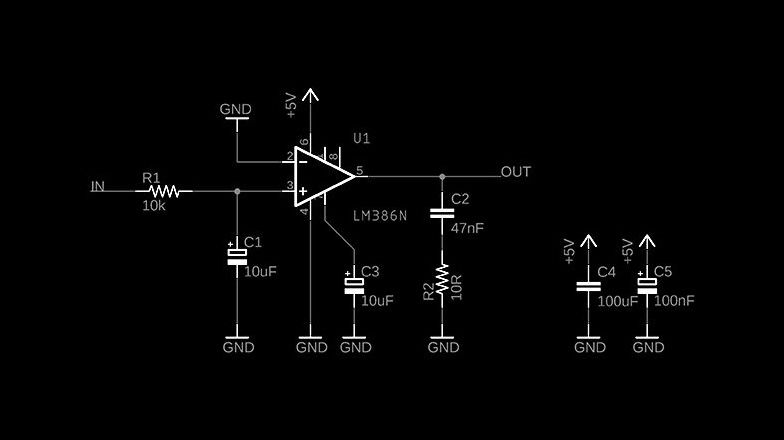 GND
+5V
U1
6
1
8
2
5
OUT
IN
R1
10k
3
4
7
LM386N
C2
47nF
+
C1
10uF
+
C3
10uF
R2
10R
+5V
C4
100uF
+5V
+
C5
100nF
GND
GND
GND
GND
GND
GND